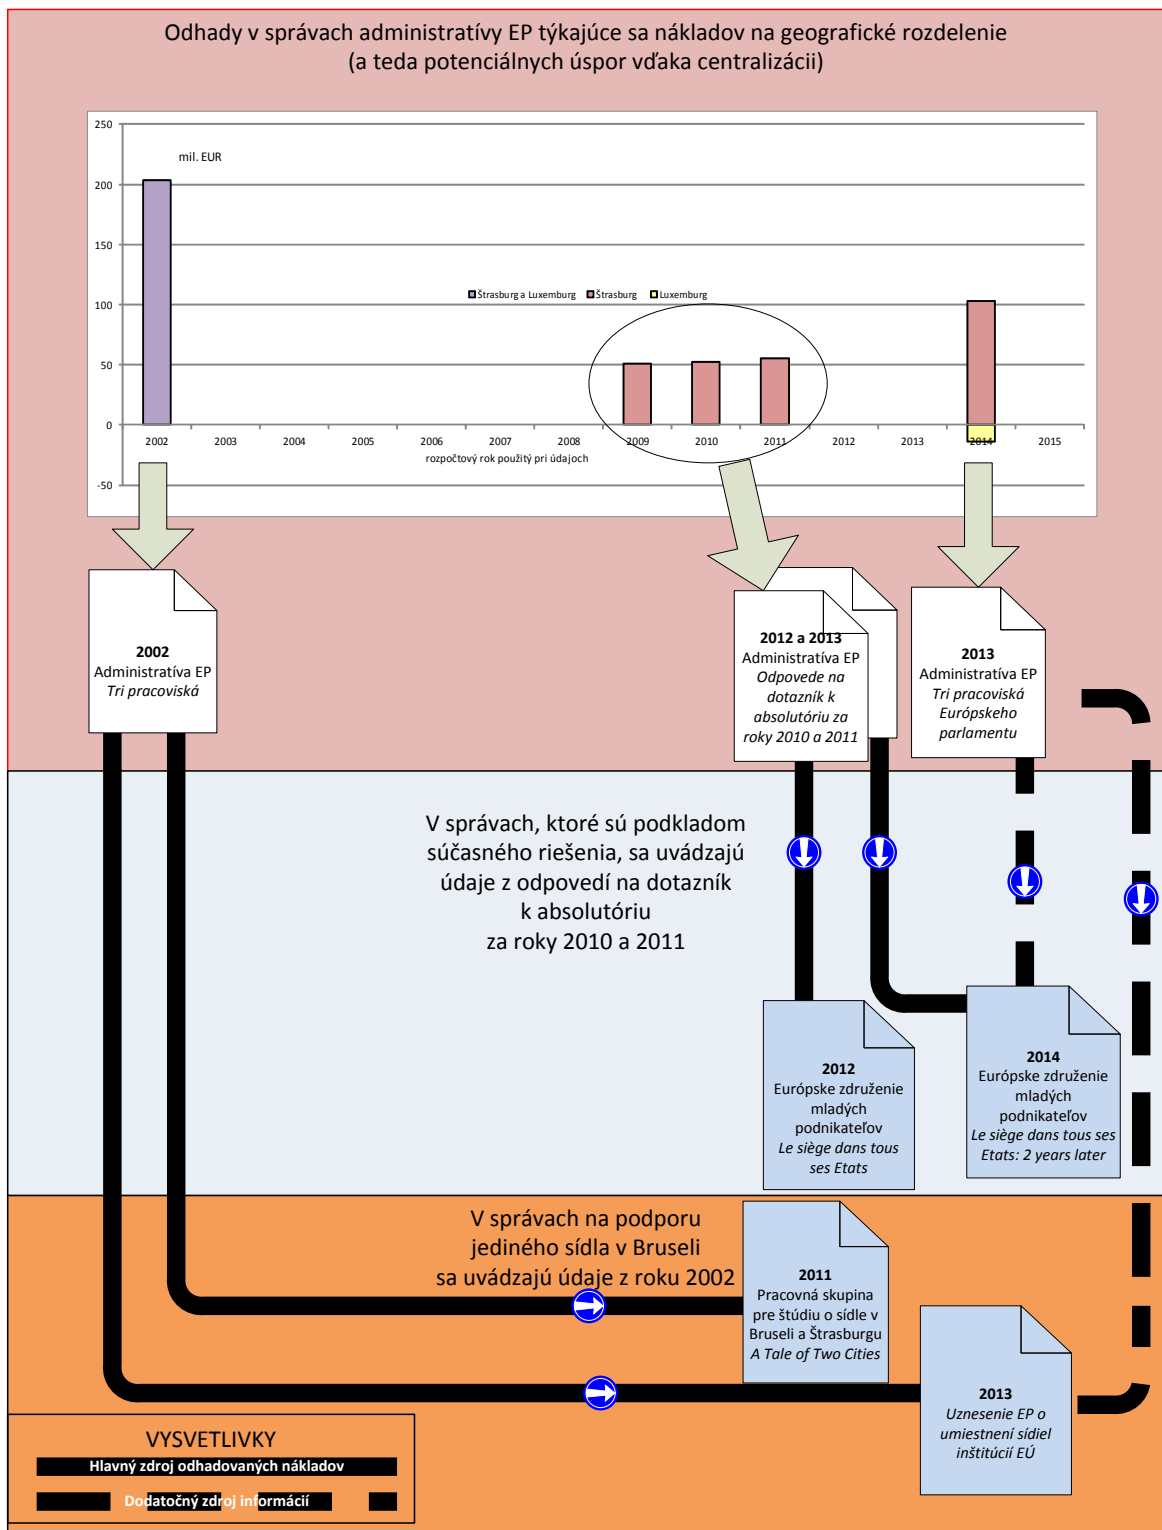 Odhady v správach administratívy EP týkajúce sa nákladov na geografické rozdelenie
(a teda potenciálnych úspor vďaka centralizácii)
250
mil. EUR
200
150
100
50
0
-50
Štrasburg a Luxemburg
Štrasburg
Luxemburg
2002
2003
2004
2005
2006
2007
2008
2009
2010
2011
2012
2013
2014
2015
rozpočtový rok použitý pri údajoch
2002
Administratíva EP
Tri pracoviská
2012 a 2013
Administratíva EP
Odpovede na
dotazník k
absolutóriu za
roky 2010 a 2011
2013
Administratíva EP
Tri pracoviská
Európskeho
parlamentu
V správach, ktoré sú podkladom
súčasného riešenia, sa uvádzajú
údaje z odpovedí na dotazník
k absolutóriu
za roky 2010 a 2011
2012
Európske združenie
mladých
podnikateľov
Le siège dans tous
ses Etats
2014
Európske združenie
mladých
podnikateľov
Le siège dans tous ses
Etats: 2 years later
V správach na podporu
jediného sídla v Bruseli
sa uvádzajú údaje z roku 2002
2011
Pracovná skupina
pre štúdiu o sídle v
Bruseli a Štrasburgu
A Tale of Two Cities
2013
Uznesenie EP o
umiestnení sídiel
inštitúcií EÚ
VYSVETLIVKY
Hlavný zdroj odhadovaných nákladov
Dodatočný zdroj informácií